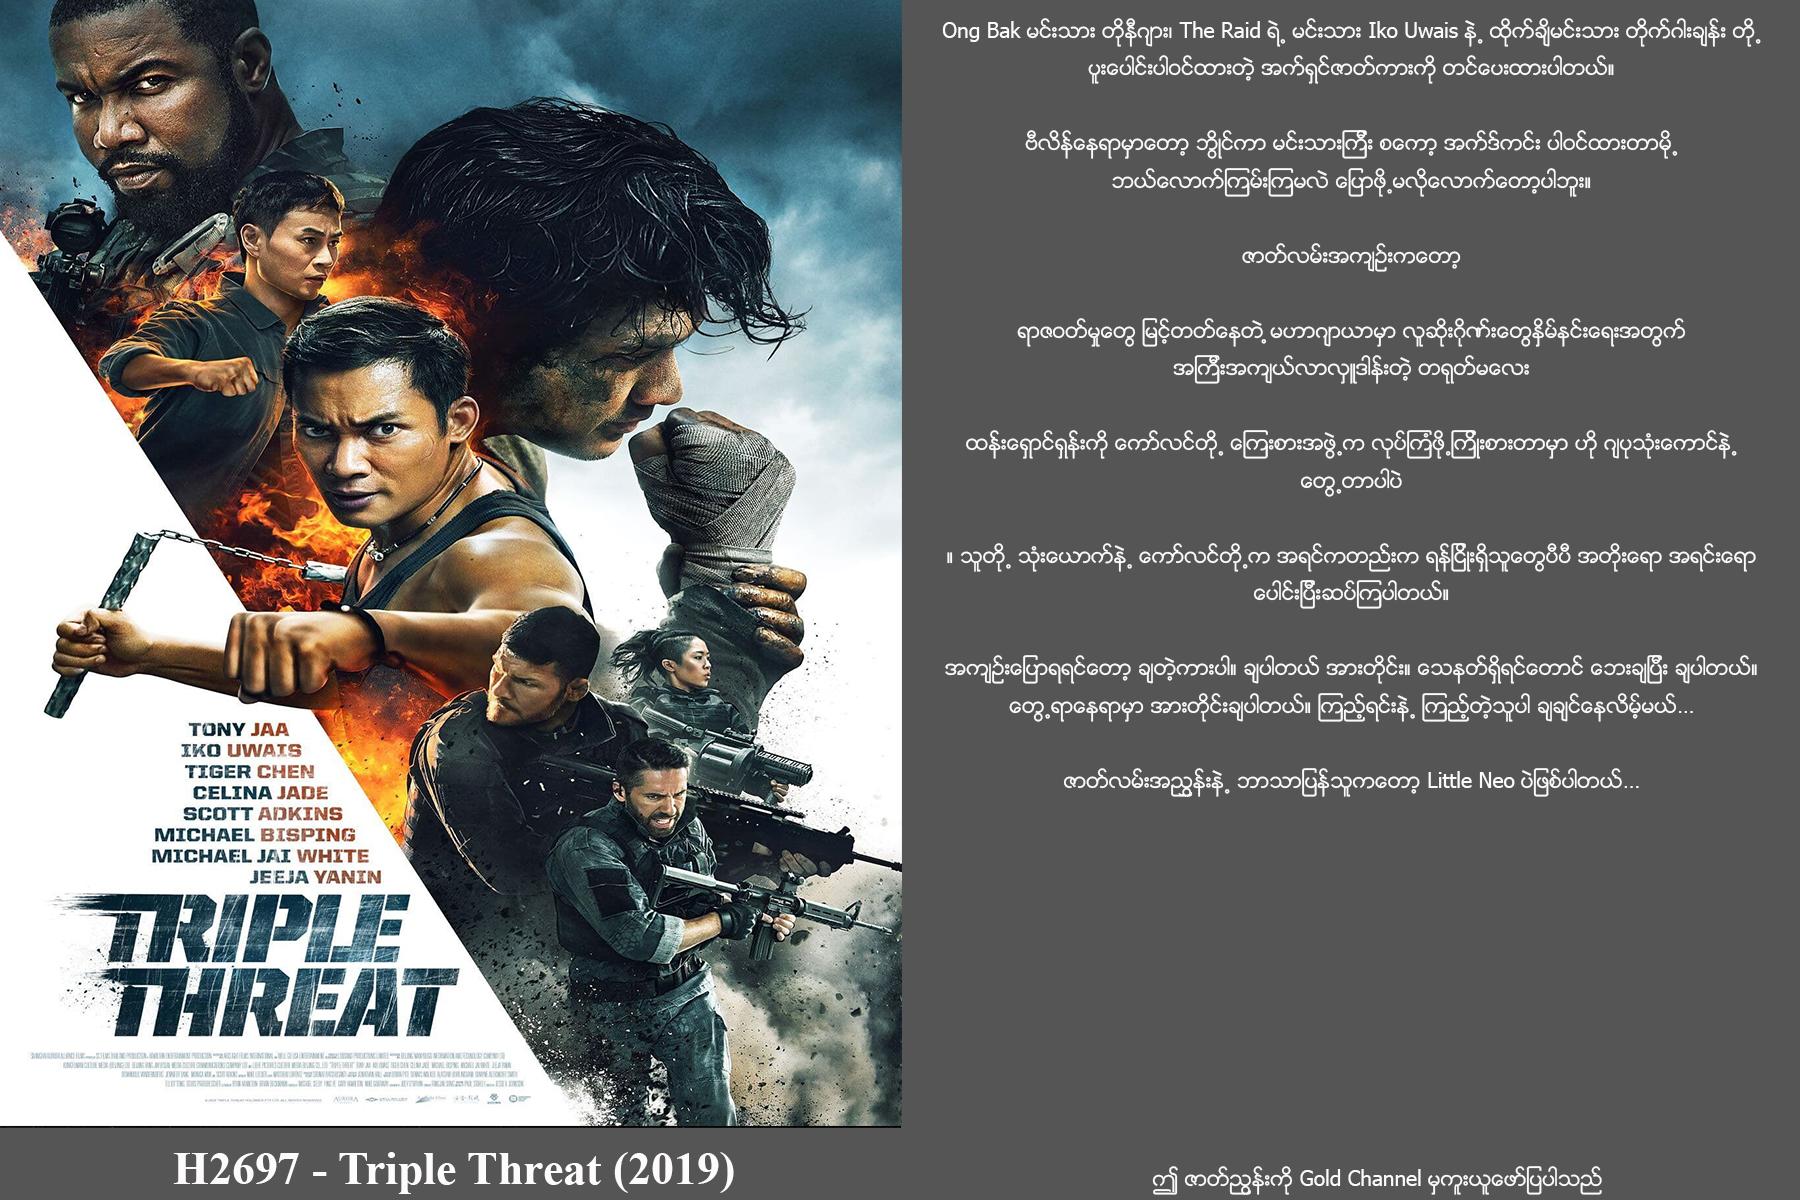 TONY JAA
IKO UWAIS
TIGER CHEN
CELINA JADE
SCOTT ADKINS
MICHAEL BISPING
MICHAEL JAI WHITE
JEEJA YANIN
TRIPLE
THREAT
H2697 - Triple Threat (2019)
Ong Bak မင်းသား တိုနီဂျား၊ The Raid ရဲ့ မင်းသား Iko Uwais နဲ့ ထိုက်ချိမင်းသား တိုက်ဂါးချန်း တို့
ပူးပေါင်းပါဝင်ထားတဲ့ အက်ရှင်ဇာတ်ကားကို တင်ပေးထားပါတယ်။
ဗီလိန်နေရာမှာတော့ ဘွိုင်ကာ မင်းသားကြီး စကော့ အက်ဒ်ကင်း ပါဝင်ထားတာမို့
ဘယ်လောက်ကြမ်းကြမလဲ ပြောဖို့မလိုလောက်တော့ပါဘူး။
ဇာတ်လမ်းအကျဉ်းကတော့
ရာဇဝတ်မှုတွေ မြင့်တတ်နေတဲ့ မဟာဂျာယာမှာ လူဆိုးဂိုဏ်းတွေနှိမ်နင်းရေးအတွက်
အကြီးအကျယ်လာလှူဒါန်းတဲ့ တရုတ်မလေး
ထန်းရှောင်ရှန်းကို ကော်လင်တို့ ကြေးစားအဖွဲ့က လုပ်ကြံဖို့ကြိုးစားတာမှာ ဟို ဂျပုသုံးကောင်နဲ့
တွေ့တာပါပဲ
။ သူတို့ သုံးယောက်နဲ့ ကော်လင်တို့က အရင်ကတည်းက ရန်ငြိုးရှိသူတွေပီပီ အတိုးရော အရင်းရော
ပေါင်းပြီးဆပ်ကြပါတယ်။
အကျဉ်းပြောရရင်တော့ ချတဲ့ကားပါ။ ချပါတယ် အားတိုင်း။ သေနတ်ရှိရင်တောင် ဘေးချပြီး ချပါတယ်။
တွေ့ရာနေရာမှာ အားတိုင်းချပါတယ်။ ကြည့်ရင်းနဲ့ ကြည့်တဲ့သူပါ ချချင်နေလိမ့်မယ်...
ဇာတ်လမ်းအညွှန်းနဲ့ ဘာသာပြန်သူကတော့ Little Neo ပဲဖြစ်ပါတယ်...
ဤ ဇာတ်ညွှန်းကို Gold Channel မှကူးယူဖော်ပြပါသည်